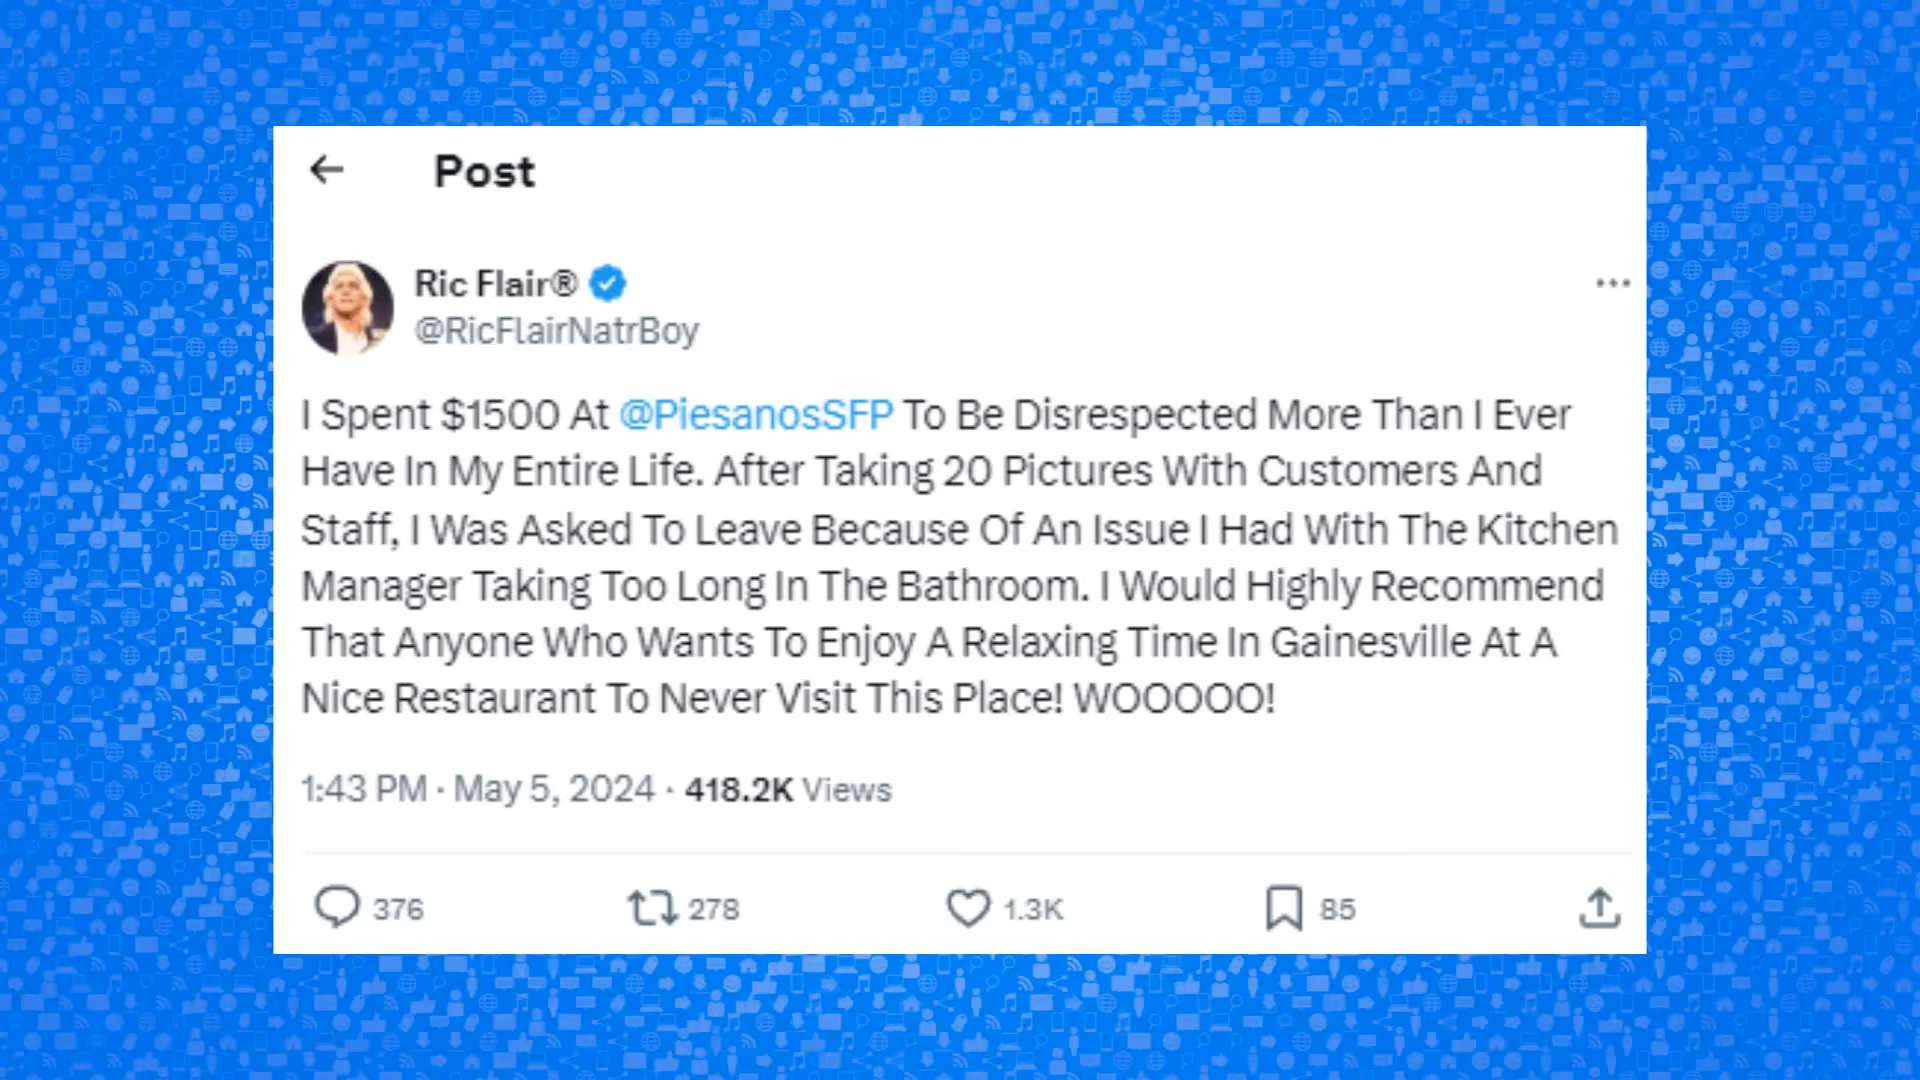 Post
Ric Flair®
@RicFlairNatrBoy
I Spent $1500 At @PiesanosSFP To Be Disrespected More Than I Ever
Have In My Entire Life. After Taking 20 Pictures With Customers And
Staff, I Was Asked To Leave Because Of An Issue I Had With The Kitchen
Manager Taking Too Long In The Bathroom. I Would Highly Recommend
That Anyone Who Wants To Enjoy A Relaxing Time In Gainesville At A
Nice Restaurant To Never Visit This Place! WOOOOO!
1:43 PM · May 5, 2024 · 418.2K Views
376 278 1.3K 85